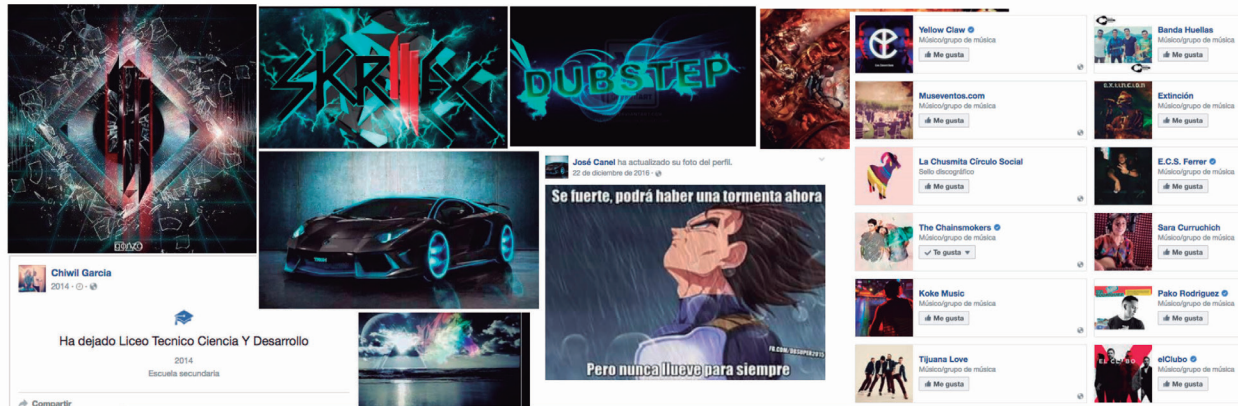 SKRILLEX
DUBSTEP
Chiwil Garcia
2014
Ha dejado Liceo Tecnico Ciencia Y Desarrollo
2014
Escuela secundaria
Compartir
José Canel ha actualizado su foto del perfil.
22 de diciembre de 2016
Se fuerte, podrá haber una tormenta ahora
FB.COM/DBSUPER2015
Pero nunca llueve para siempre
Yellow Claw
Músico/grupo de música
Me gusta
Museventos.com
Músico/grupo de música
Me gusta
La Chusmita Círculo Social
Sello discográfico
Me gusta
The Chainsmokers
Músico/grupo de música
Te gusta
Koke Music
Músico/grupo de música
Me gusta
Tijuana Love
Músico/grupo de música
Me gusta
Banda Huellas
Músico/grupo de música
Me gusta
EXTINCION
Extinción
Músico/grupo de música
Me gusta
E.C.S. Ferrer
Músico/grupo de música
Me gusta
Sara Curruchich
Músico/grupo de música
Me gusta
Pako Rodriguez
Músico/grupo de música
Me gusta
EL CLUBO
elClubo
Músico/grupo de música
Me gusta